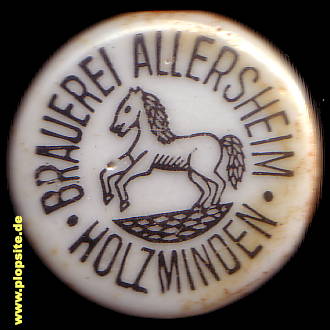 BRAUEREI ALLERSHEIM
• HOLZMINDEN •
© www.plopsite.de